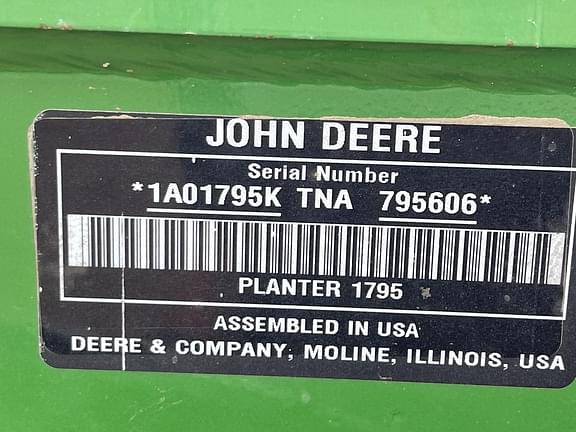 JOHN DEERE
Serial Number
*1A01795K TNA 795606*
PLANTER 1795
ASSEMBLED IN USA
DEERE & COMPANY, MOLINE, ILLINOIS, USA